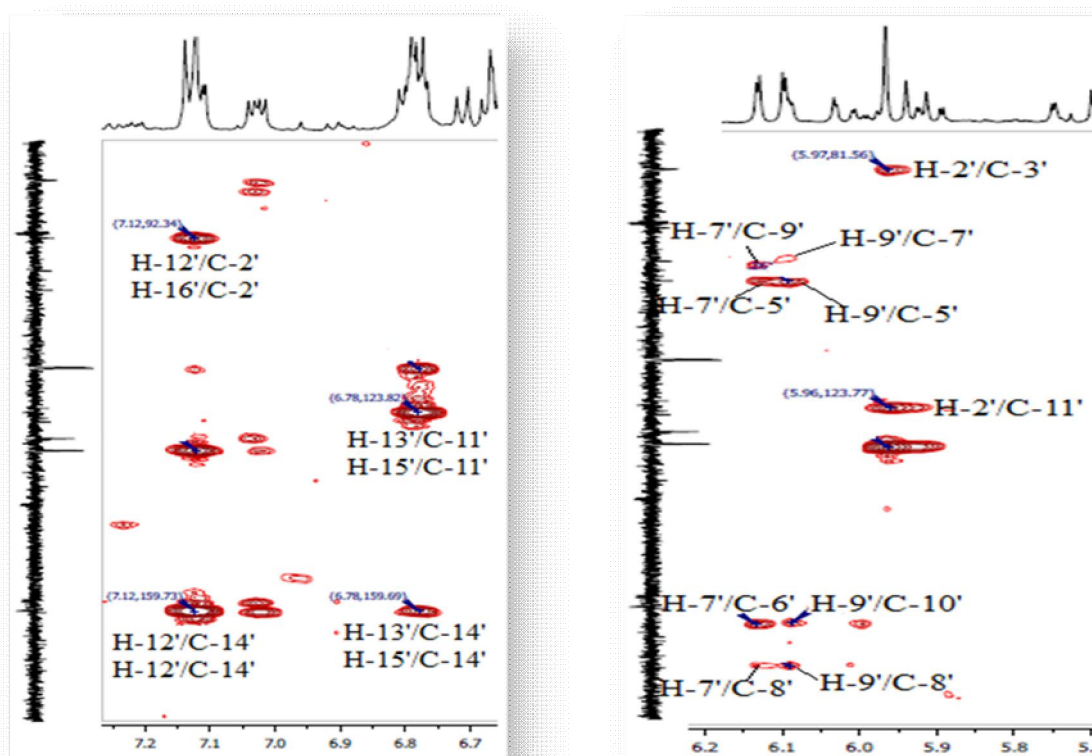 {7.12,92.34}
H-12'/C-2'
H-16'/C-2'
{6.78,123.82}
H-13'/C-11'
H-15'/C-11'
{7.12,159.73}
H-12'/C-14'
H-12'/C-14'
{6.78,159.69}
H-13'/C-14'
H-15'/C-14'
7.2 7.1 7.0 6.9 6.8 6.7
{5.97,81.56}
H-2'/C-3'
H-7'/C-9'
H-9'/C-7'
H-7'/C-5'
H-9'/C-5'
{5.96,123.77}
H-2'/C-11'
H-7'/C-6'
H-9'/C-10'
H-7'/C-8'
H-9'/C-8'
6.2 6.1 6.0 5.9 5.8